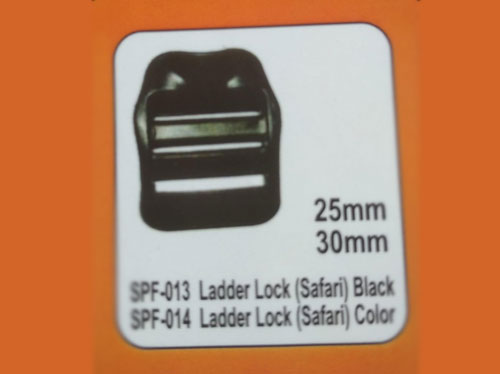 25mm
30mm
SPF-013 Ladder Lock (Safari) Black
SPF-014 Ladder Lock (Safari) Color